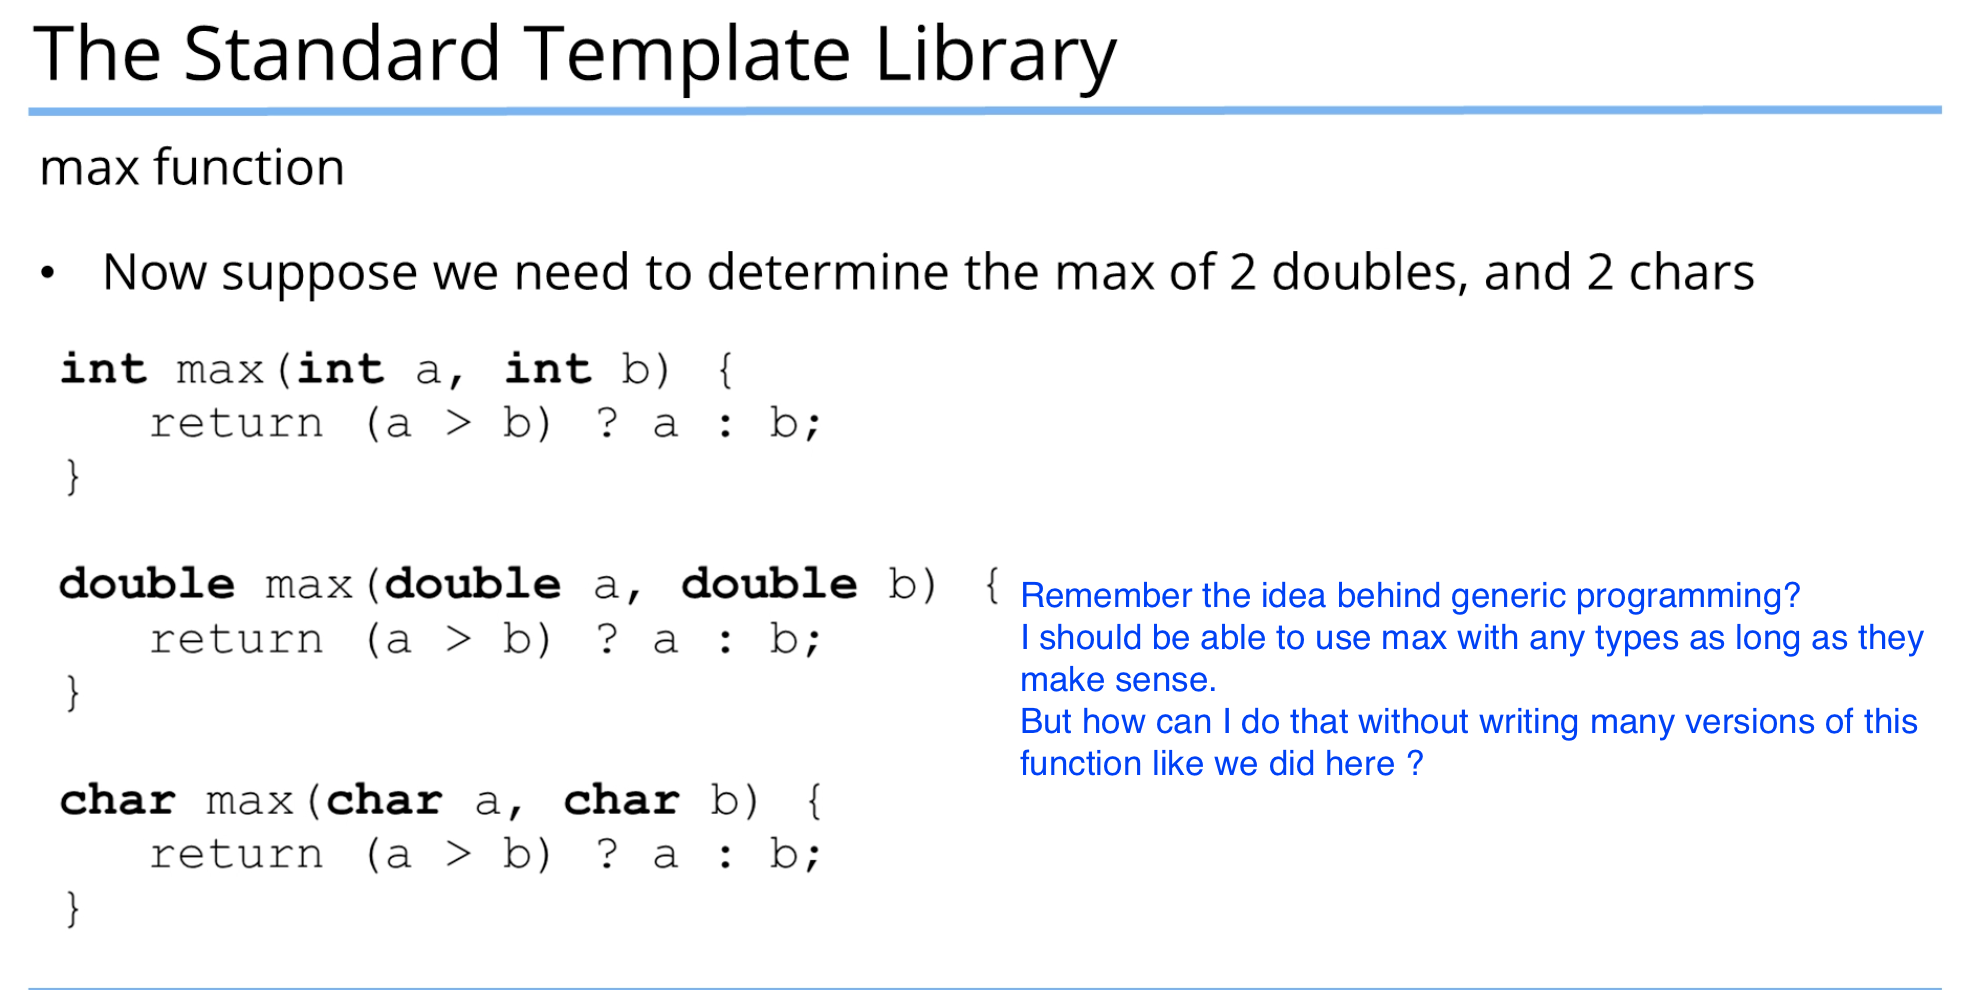 The Standard Template Library
max function
• Now suppose we need to determine the max of 2 doubles, and 2 chars
int max(int a, int b) {
return (a > b) ? a : b;
}
double max(double a, double b) {
return (a > b) ? a : b;
}
Remember the idea behind generic programming?
I should be able to use max with any types as long as they
make sense.
But how can I do that without writing many versions of this
function like we did here ?
char max(char a, char b) {
return (a > b) ? a : b;
}